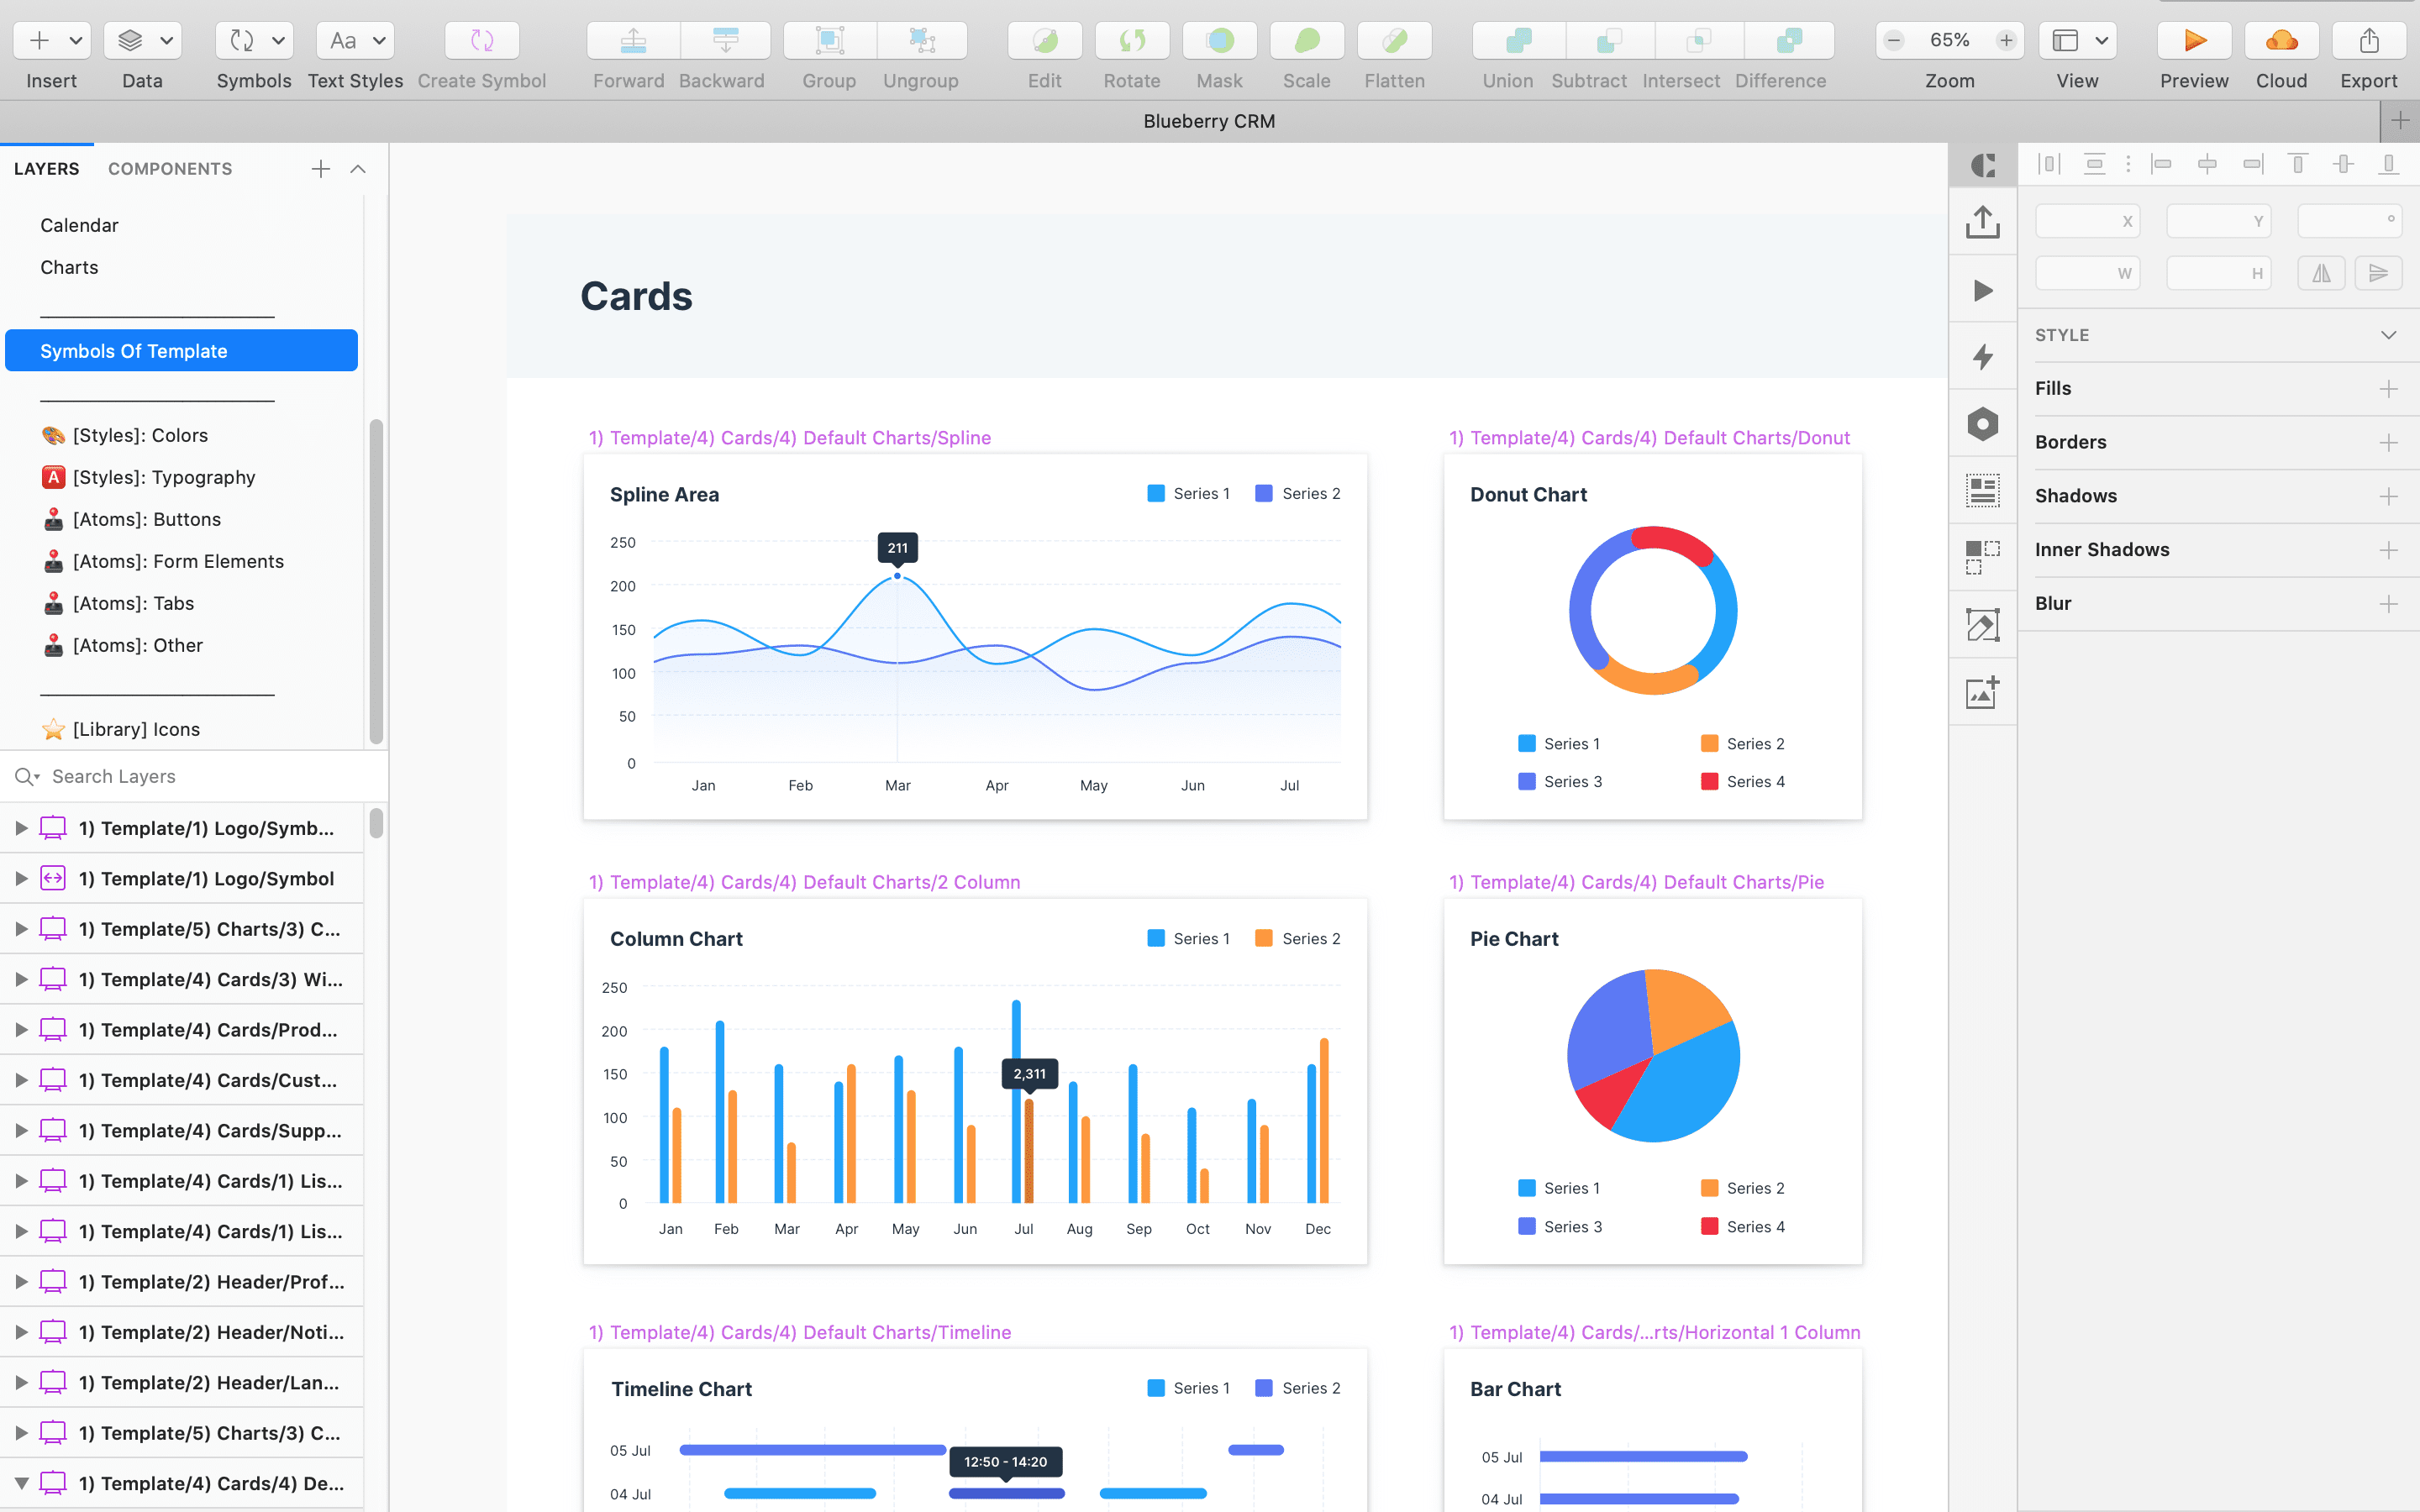 65%
Insert Data Symbols Text Styles Create Symbol Forward Backward Group Ungroup Edit Rotate Mask Scale Flatten Union Subtract Intersect Difference Zoom View Preview Cloud Export
Blueberry CRM
LAYERS COMPONENTS
Calendar
Charts
Symbols Of Template
[Styles]: Colors
A [Styles]: Typography
[Atoms]: Buttons
[Atoms]: Form Elements
[Atoms]: Tabs
[Atoms]: Other
[Library] Icons
Search Layers
1) Template/1) Logo/Symb...
1) Template/1) Logo/Symbol
1) Template/5) Charts/3) C...
1) Template/4) Cards/3) Wi...
1) Template/4) Cards/Prod...
1) Template/4) Cards/Cust...
1) Template/4) Cards/Supp...
1) Template/4) Cards/1) Lis...
1) Template/4) Cards/1) Lis...
1) Template/2) Header/Prof...
1) Template/2) Header/Noti...
1) Template/2) Header/Lan...
1) Template/5) Charts/3) C...
1) Template/4) Cards/4) De...
Cards
1) Template/4) Cards/4) Default Charts/Spline
Spline Area
Series 1 Series 2
211
250
200
150
100
50
0
Jan Feb Mar Apr May Jun Jul
1) Template/4) Cards/4) Default Charts/Donut
Donut Chart
Series 1 Series 2
Series 3 Series 4
1) Template/4) Cards/4) Default Charts/2 Column
Column Chart
Series 1 Series 2
250
200
150
100
50
0
2,311
Jan Feb Mar Apr May Jun Jul Aug Sep Oct Nov Dec
1) Template/4) Cards/4) Default Charts/Pie
Pie Chart
Series 1 Series 2
Series 3 Series 4
1) Template/4) Cards/4) Default Charts/Timeline
Timeline Chart
Series 1 Series 2
05 Jul
12:50 - 14:20
04 Jul
1) Template/4) Cards/...rts/Horizontal 1 Column
Bar Chart
05 Jul
04 Jul
X Y °
W H
STYLE
Fills
Borders
Shadows
Inner Shadows
Blur
Aa